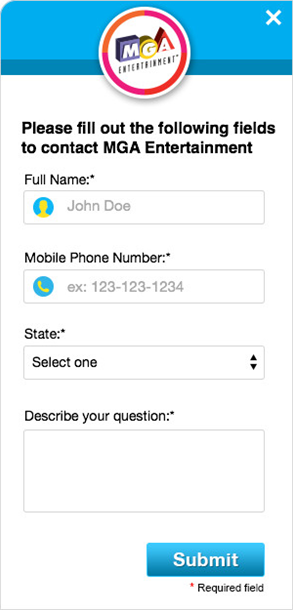 MGA
ENTERTAINMENT
Please fill out the following fields
to contact MGA Entertainment
Full Name:*
John Doe
Mobile Phone Number:*
ex: 123-123-1234
State:*
Select one
Describe your question:*
Submit
* Required field